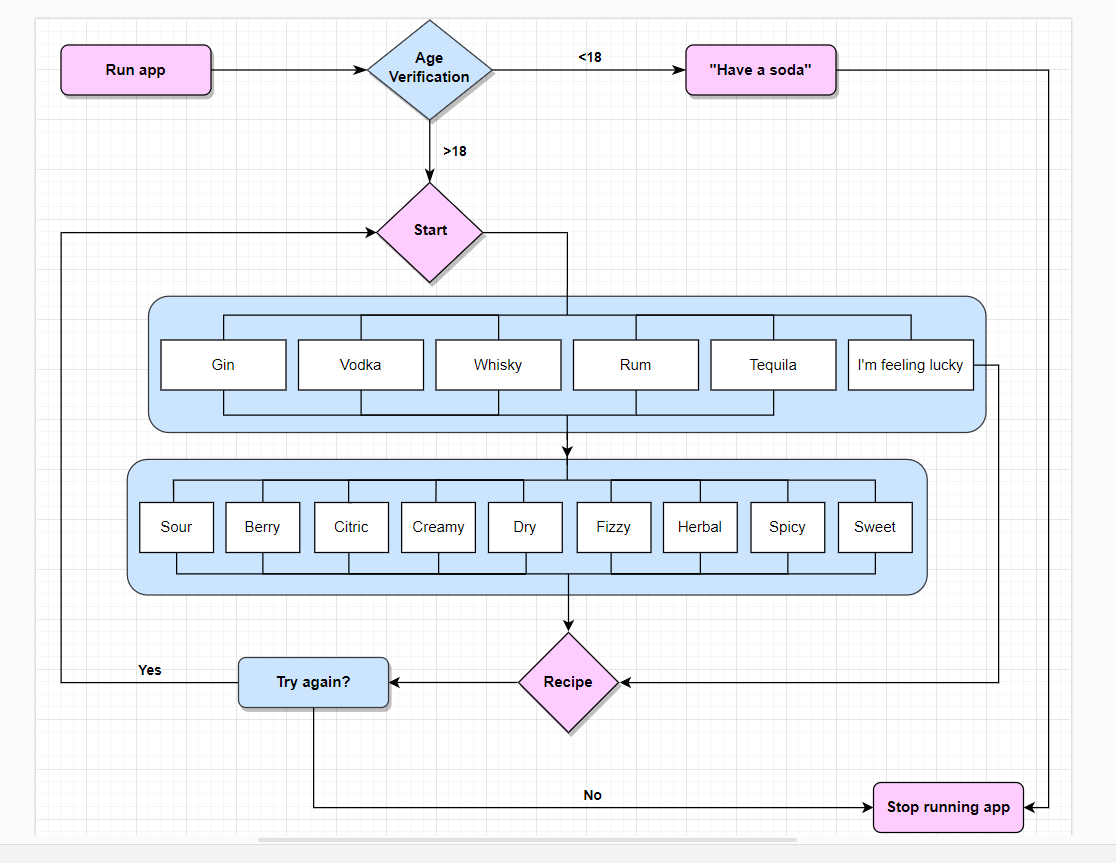 Run app
Age
Verification
<18
"Have a soda"
>18
Start
Gin
Vodka
Whisky
Rum
Tequila
I'm feeling lucky
Sour
Berry
Citric
Creamy
Dry
Fizzy
Herbal
Spicy
Sweet
Yes
Try again?
Recipe
No
Stop running app